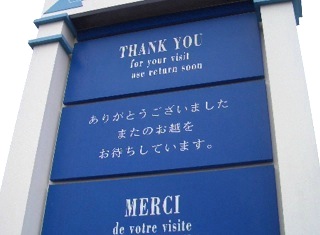 THANK YOU
for your visit
ase return soon
ありがとうございました
またのお越を
お待ちしています。
MERCI
de votre visite